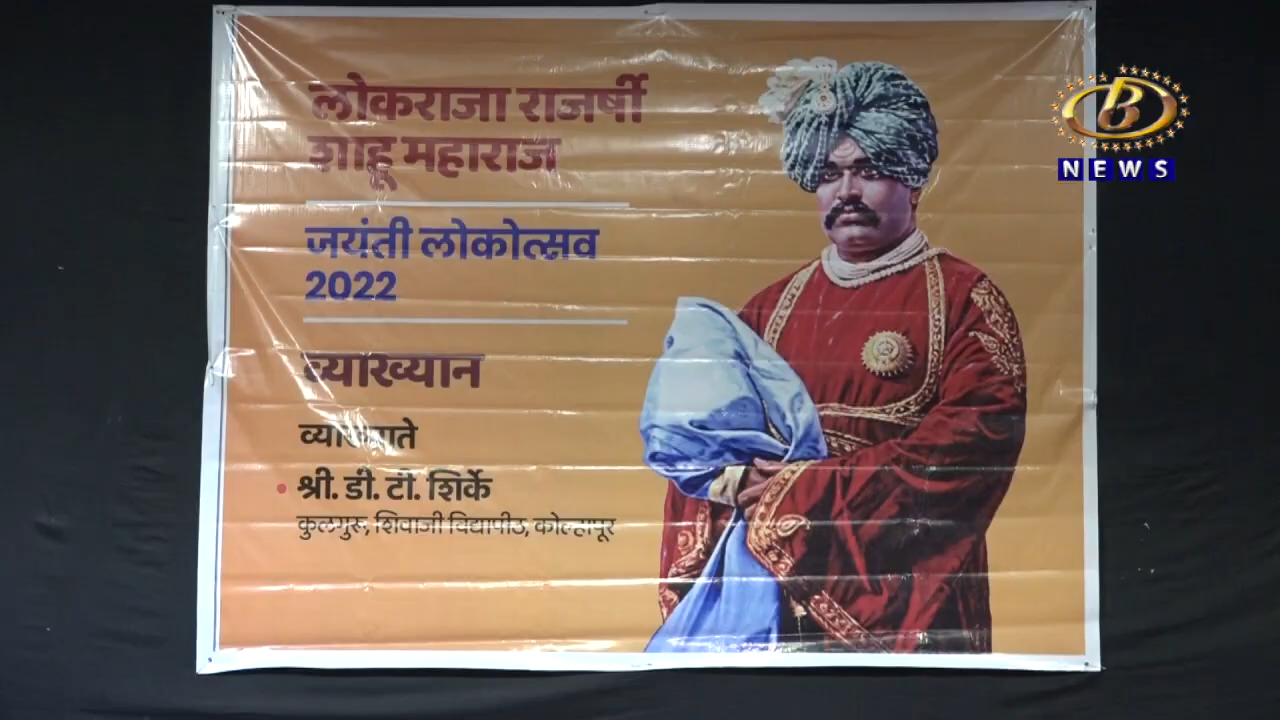 लोकराजा राजर्षी
शाहू महाराज
जयंती लोकोत्सव
2022
व्याख्यान
व्याख्याते
श्री. डी. टी. शिर्के
कुलगुरू, शिवाजी विद्यापीठ, कोल्हापूर
B
NEWS